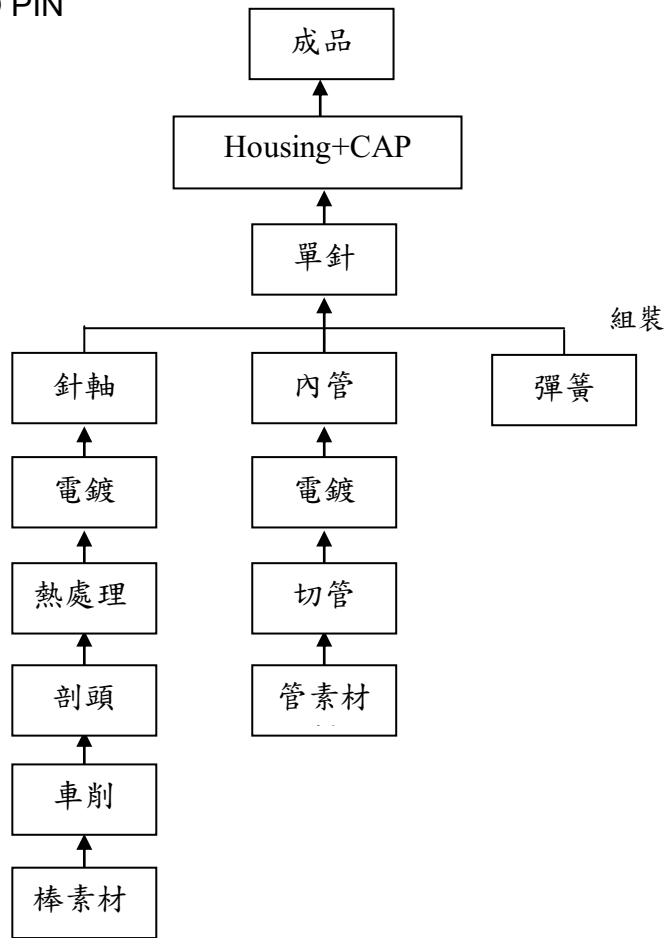 PIN
成品
Housing+CAP
單針
組裝
針軸
內管
彈簧
電鍍
電鍍
熱處理
切管
剖頭
管素材
車削
棒素材